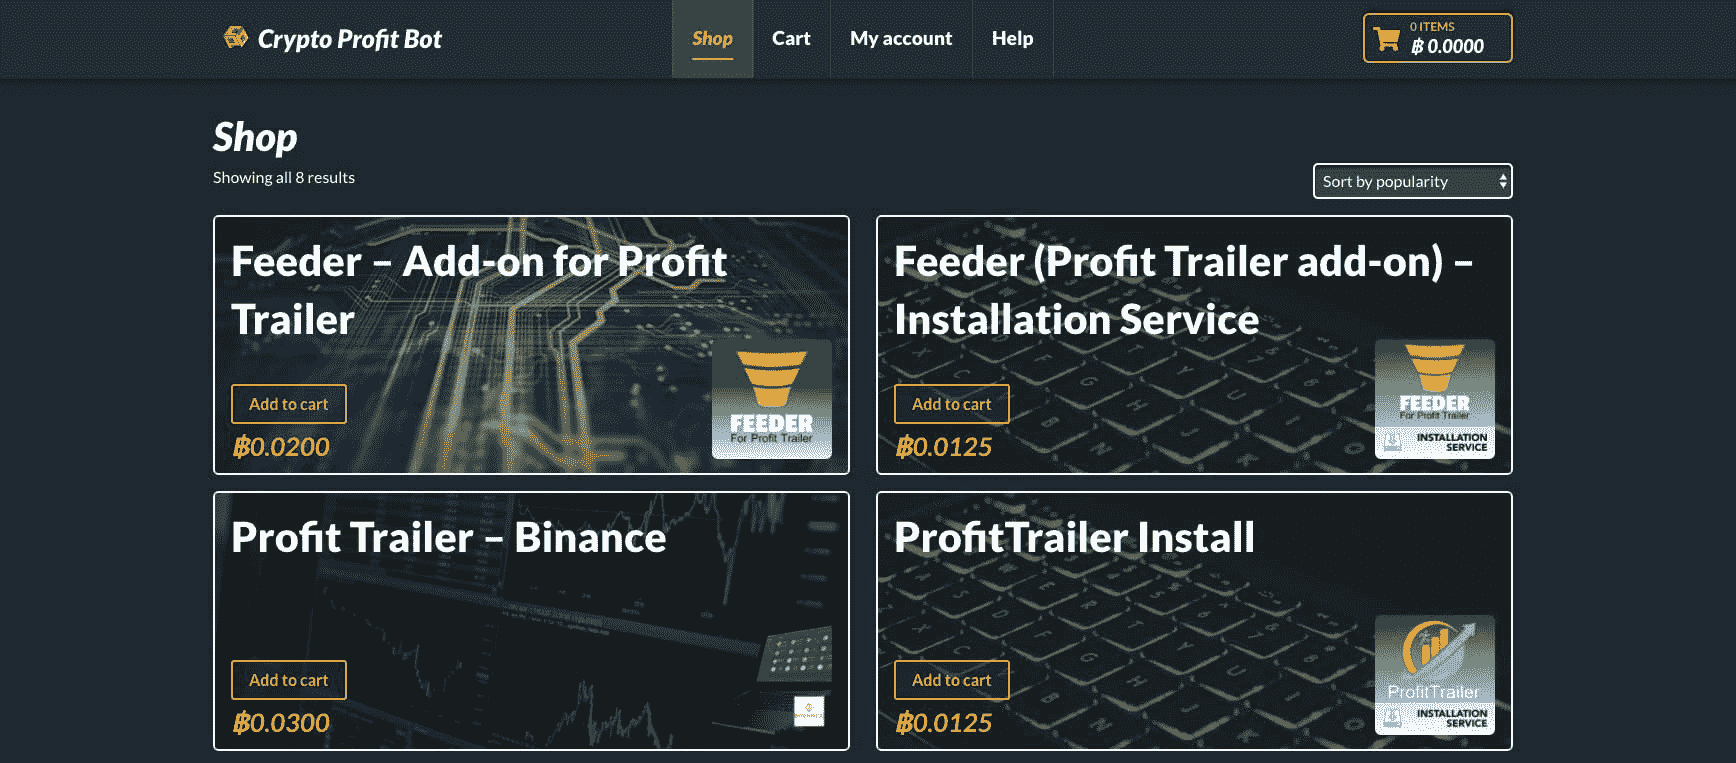 Crypto Profit Bot
Shop
Cart
My account
Help
0 ITEMS
฿ 0.0000
Shop
Showing all 8 results
Sort by popularity
Feeder – Add-on for Profit
Trailer
Add to cart
฿0.0200
FEEDER
For Profit Trailer
Feeder (Profit Trailer add-on) –
Installation Service
Add to cart
฿0.0125
FEEDER
For Profit Trailer
INSTALLATION
SERVICE
Profit Trailer – Binance
Add to cart
฿0.0300
ProfitTrailer Install
Add to cart
฿0.0125
ProfitTrailer
INSTALLATION
SERVICE